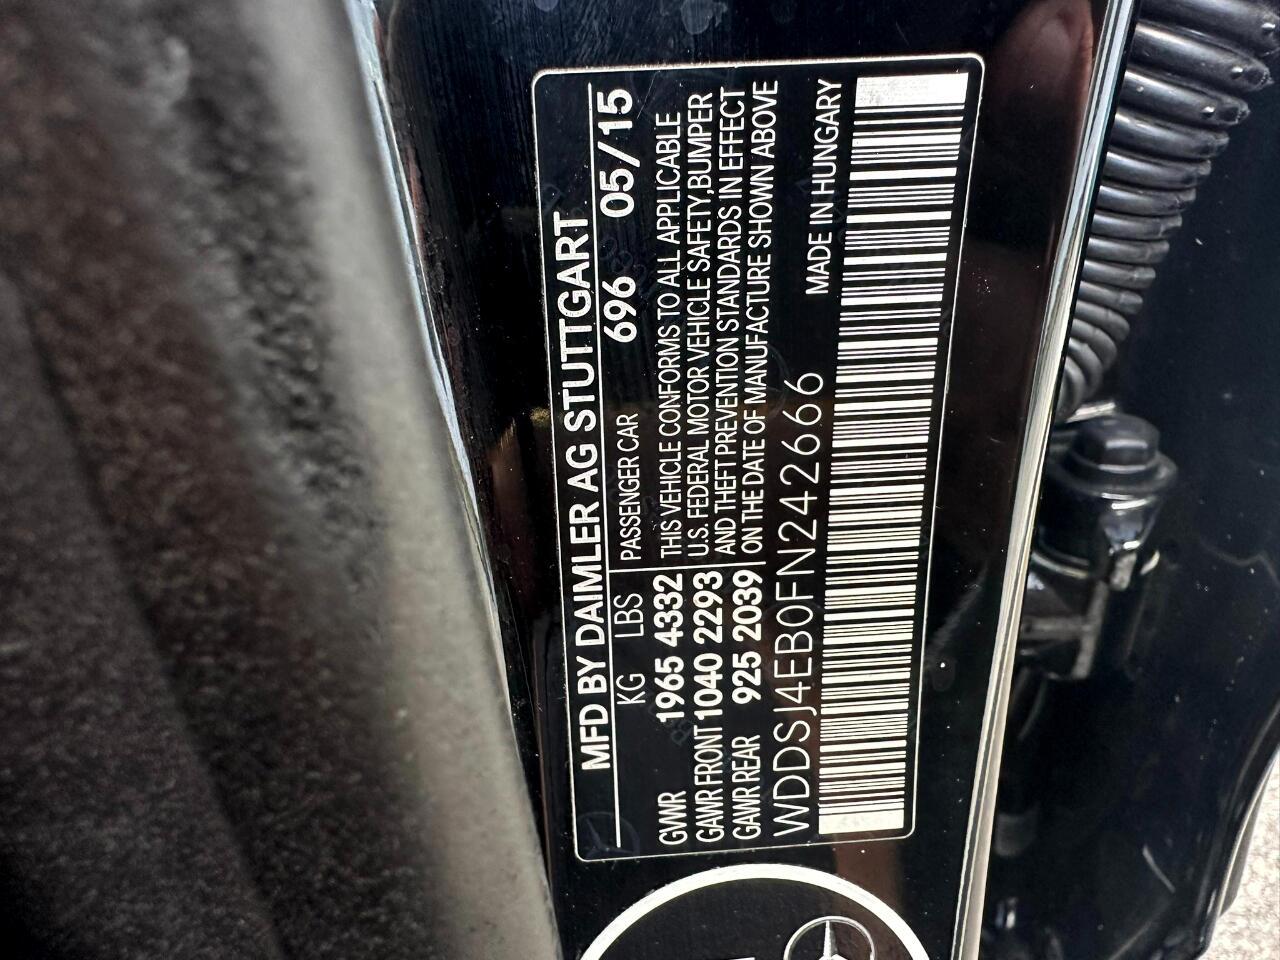 MFD BY DAIMLER AG STUTTGART
KG LBS PASSENGER CAR 696 05/15
GVWR 1965 4332 THIS VEHICLE CONFORMS TO ALL APPLICABLE
GAWR FRONT 1040 2293 U.S. FEDERAL MOTOR VEHICLE SAFETY,BUMPER
GAWR REAR 925 2039 AND THEFT PREVENTION STANDARDS IN EFFECT
ON THE DATE OF MANUFACTURE SHOWN ABOVE
WDDSJ4EB0FN242666 MADE IN HUNGARY